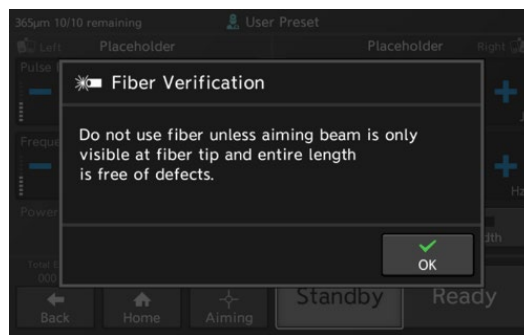 365µm 10/10 remaining
User Preset
Left
Placeholder
Placeholder
Right
Pulse
Fiber Verification
Do not use fiber unless aiming beam is only
visible at fiber tip and entire length
is free of defects.
J
Freque
Hz
Power
dth
Total E
000
OK
Back
Home
Aiming
Standby
Ready